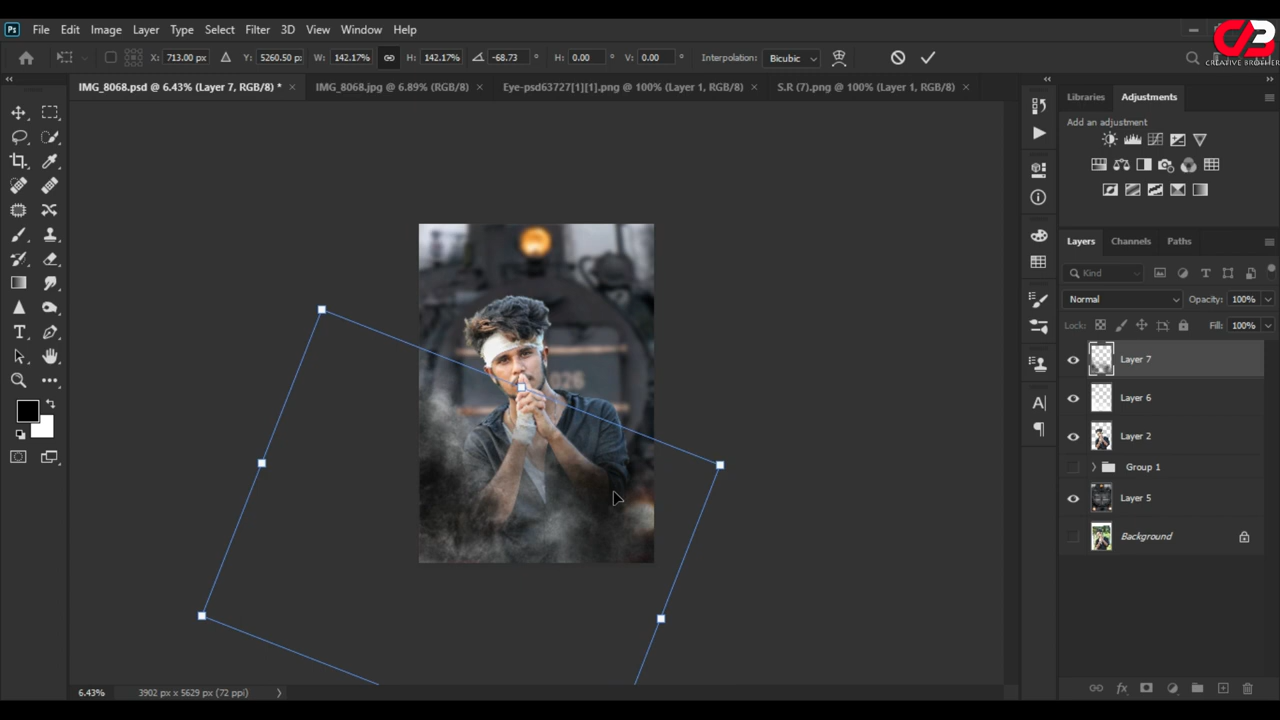 Ps File Edit Image Layer Type Select Filter 3D View Window Help
CREATIVE BROTHER
X: 713.00 px Y: 5260.50 px W: 142.17% H: 142.17% -68.73 ° H: 0.00 ° V: 0.00 ° Interpolation: Bicubic
IMG_8068.psd @ 6.43% (Layer 7, RGB/8) * × IMG_8068.jpg @ 6.89% (RGB/8) × Eye-psd63727[1][1].png @ 100% (Layer 1, RGB/8) × S.R (7).png @ 100% (Layer 1, RGB/8) ×
Libraries Adjustments
Add an adjustment
Layers Channels Paths
Kind
Normal Opacity: 100%
Lock: Fill: 100%
Layer 7
Layer 6
Layer 2
Group 1
Layer 5
Background
6.43% 3902 px x 5629 px (72 ppi)